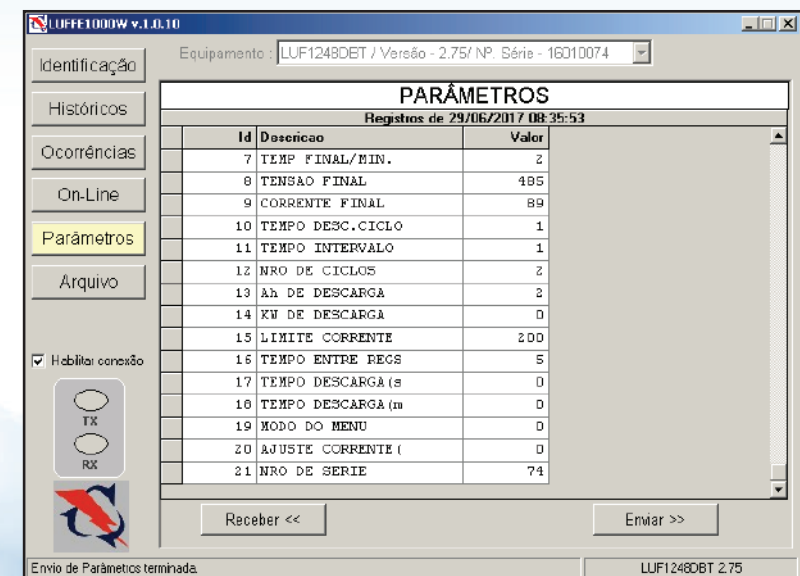 LUFFE1000W v.1.0.10
Equipamento : LUF1248DBT / Versão - 2.75/ Nº. Série - 16010074
Identificação
Históricos
Ocorrências
On-Line
Parâmetros
Arquivo
Habilitar conexão
TX
RX
PARÂMETROS
Registros de 29/06/2017 08:35:53
Id Descricao Valor
7 TEMP FINAL/MIN. 2
8 TENSAO FINAL 485
9 CORRENTE FINAL 89
10 TEMPO DESC.CICLO 1
11 TEMPO INTERVALO 1
12 NRO DE CICLOS 2
13 Ah DE DESCARGA 2
14 KW DE DESCARGA 0
15 LIMITE CORRENTE 200
16 TEMPO ENTRE REGS 5
17 TEMPO DESCARGA(s 0
18 TEMPO DESCARGA(m 0
19 MODO DO MENU 0
20 AJUSTE CORRENTE( 0
21 NRO DE SERIE 74
Receber << Enviar >>
Envio de Parâmetros terminada. LUF1248DBT 2.75